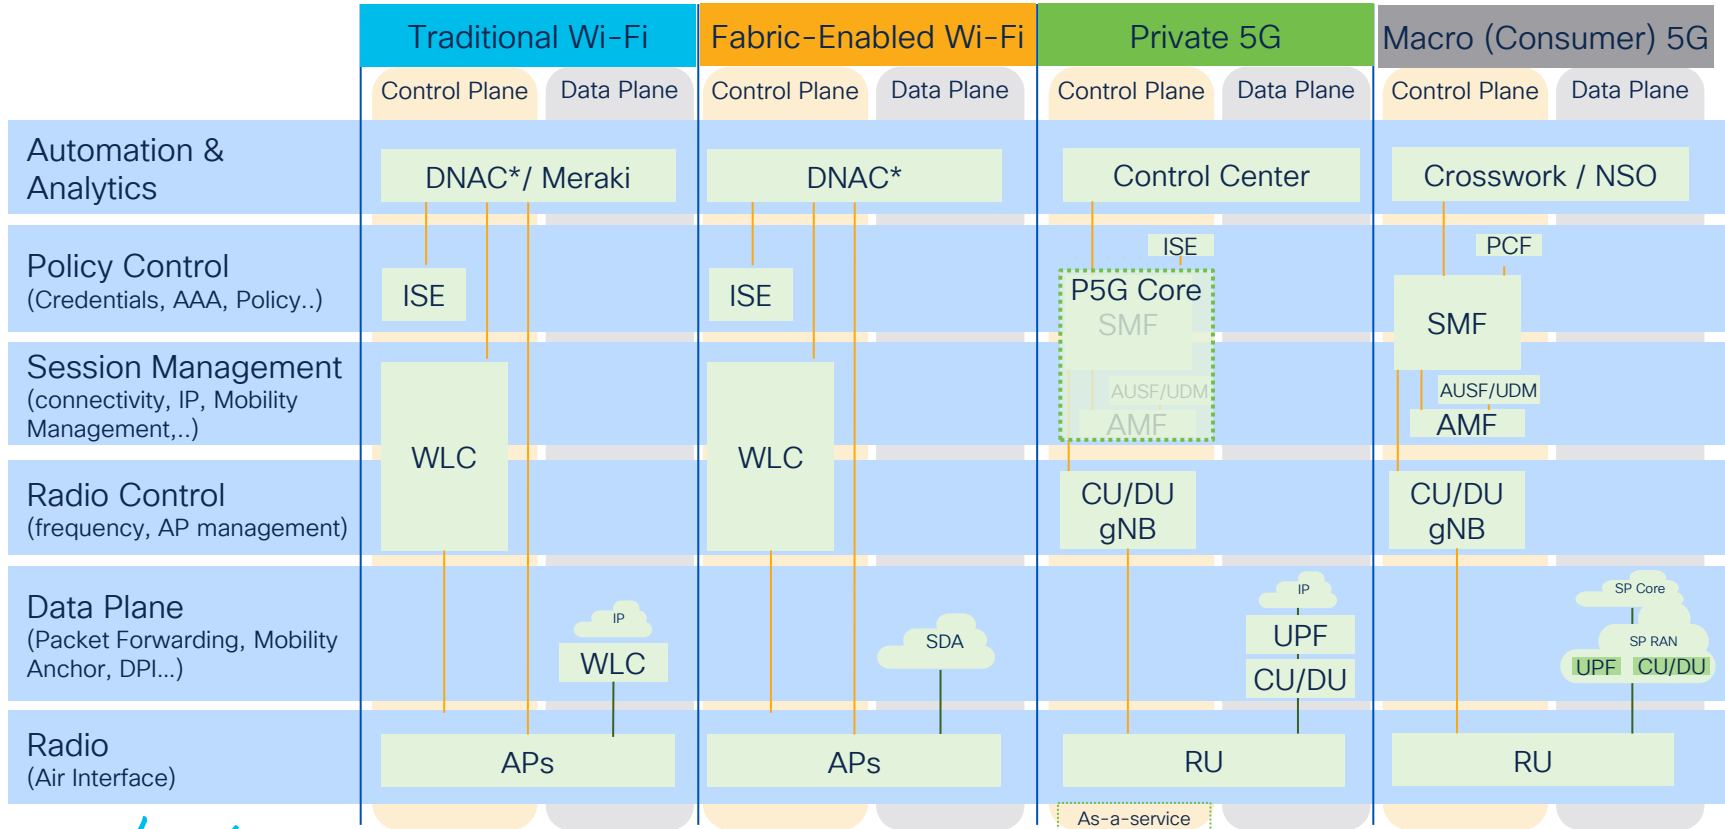 Traditional Wi-Fi
Fabric-Enabled Wi-Fi
Private 5G
Macro (Consumer) 5G
Control Plane
Data Plane
Control Plane
Data Plane
Control Plane
Data Plane
Control Plane
Data Plane
Automation &
Analytics
DNAC*/ Meraki
DNAC*
Control Center
Crosswork / NSO
Policy Control
(Credentials, AAA, Policy..)
ISE
ISE
ISE
P5G Core
SMF
PCF
SMF
Session Management
(connectivity, IP, Mobility
Management,..)
WLC
WLC
AUSF/UDM
AMF
AUSF/UDM
AMF
Radio Control
(frequency, AP management)
CU/DU
gNB
CU/DU
gNB
Data Plane
(Packet Forwarding, Mobility
Anchor, DPI...)
IP
WLC
SDA
IP
UPF
CU/DU
SP Core
SP RAN
UPF
CU/DU
Radio
(Air Interface)
APs
APs
RU
RU
As-a-service